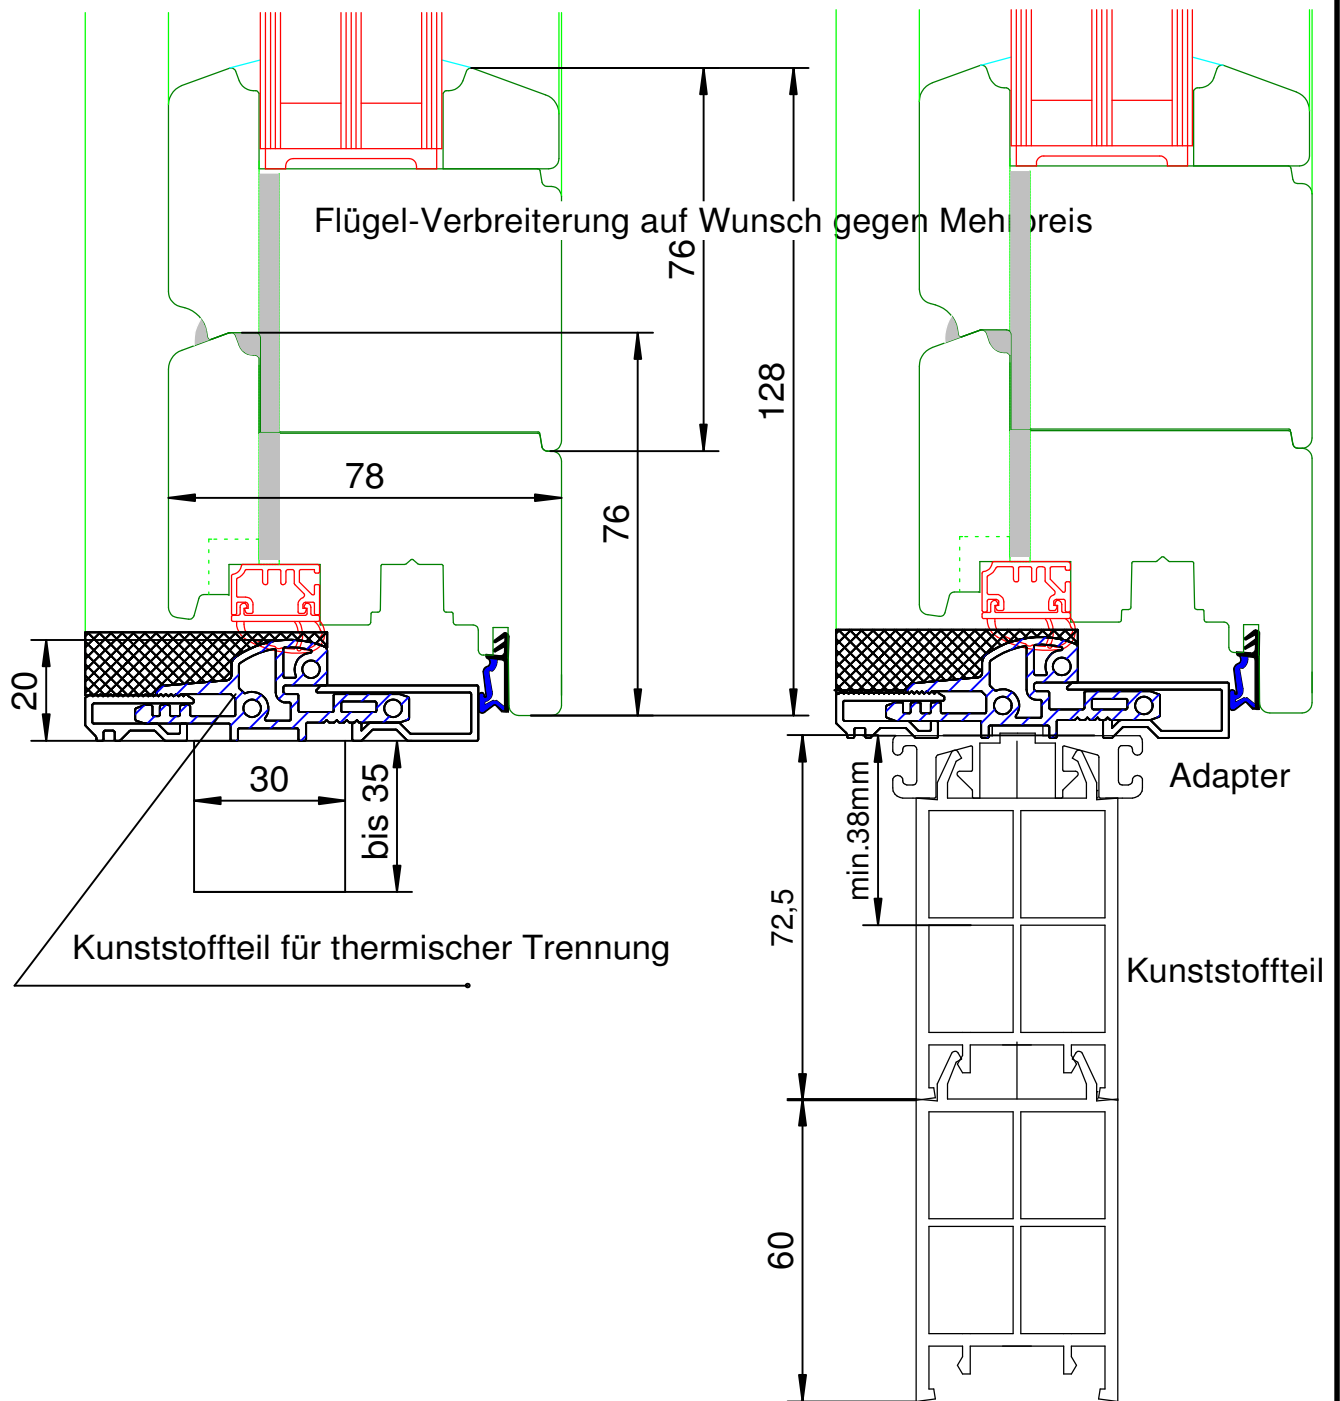 Flügel-Verbreiterung auf Wunsch gegen Mehrpreis
76
128
78
76
20
30
bis 35
Adapter
min.38mm
72,5
Kunststoffteil für thermischer Trennung
Kunststoffteil
60